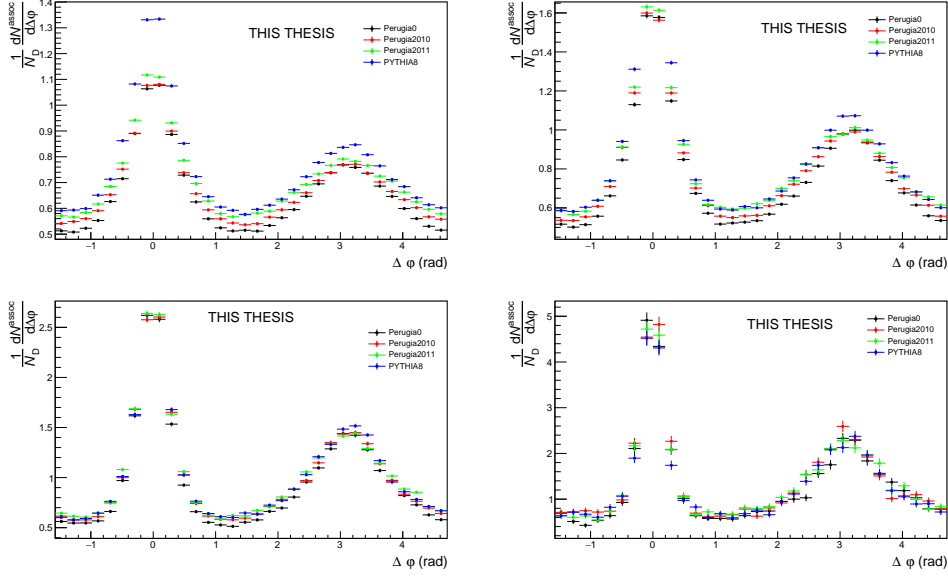 1/N_D dN^assoc/dΔφ
1.4
1.3
1.2
1.1
1
0.9
0.8
0.7
0.6
0.5
THIS THESIS
Perugia0
Perugia2010
Perugia2011
PYTHIA8
−1 0 1 2 3 4
Δ φ (rad)
1/N_D dN^assoc/dΔφ
1.6
1.4
1.2
1
0.8
0.6
THIS THESIS
Perugia0
Perugia2010
Perugia2011
PYTHIA8
−1 0 1 2 3 4
Δ φ (rad)
1/N_D dN^assoc/dΔφ
2.5
2
1.5
1
0.5
THIS THESIS
Perugia0
Perugia2010
Perugia2011
PYTHIA8
−1 0 1 2 3 4
Δ φ (rad)
1/N_D dN^assoc/dΔφ
5
4
3
2
1
THIS THESIS
Perugia0
Perugia2010
Perugia2011
PYTHIA8
−1 0 1 2 3 4
Δ φ (rad)